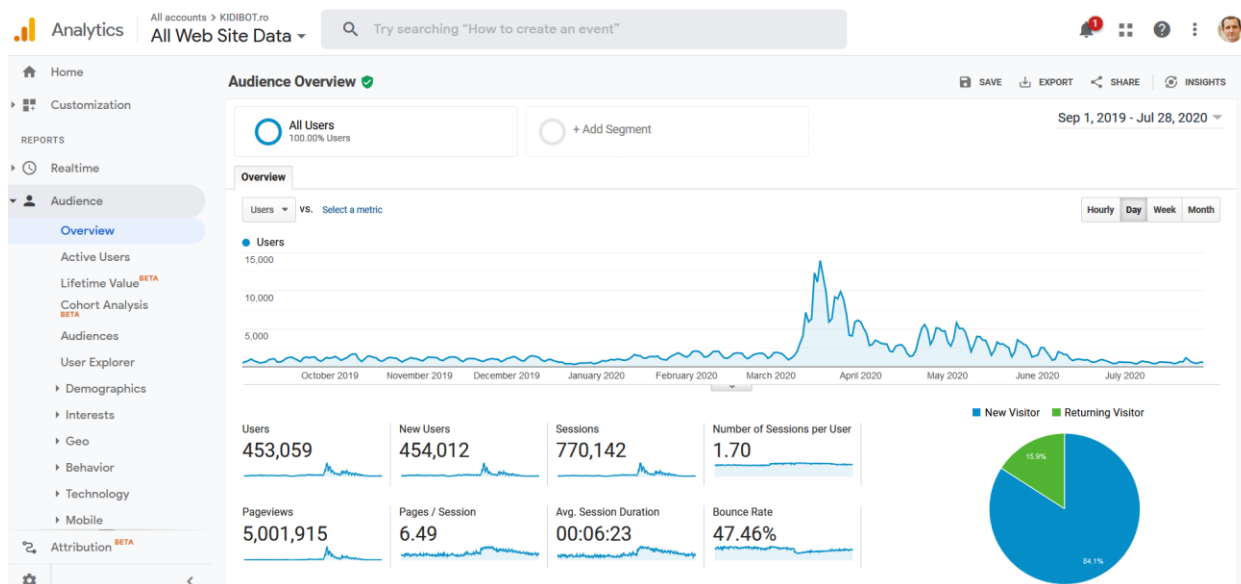 All accounts > KIDIBOT.ro
Analytics
All Web Site Data
Try searching "How to create an event"
1
Home
Customization
REPORTS
Realtime
Audience
Overview
Active Users
Lifetime Value BETA
Cohort Analysis
BETA
Audiences
User Explorer
Demographics
Interests
Geo
Behavior
Technology
Mobile
Attribution BETA
Audience Overview
SAVE
EXPORT
SHARE
INSIGHTS
All Users
100.00% Users
+ Add Segment
Sep 1, 2019 - Jul 28, 2020
Overview
Users
VS.
Select a metric
Hourly
Day
Week
Month
Users
15,000
10,000
5,000
October 2019
November 2019
December 2019
January 2020
February 2020
March 2020
April 2020
May 2020
June 2020
July 2020
Users
453,059
New Users
454,012
Sessions
770,142
Number of Sessions per User
1.70
Pageviews
5,001,915
Pages / Session
6.49
Avg. Session Duration
00:06:23
Bounce Rate
47.46%
New Visitor
Returning Visitor
15.9%
84.1%